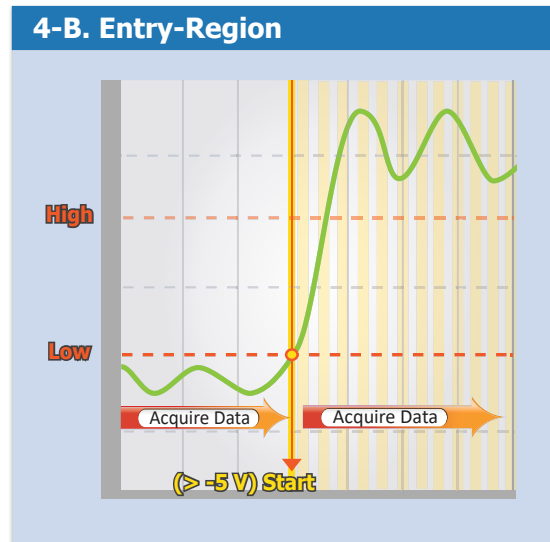 4-B. Entry-Region
High
Low
Acquire Data
Acquire Data
(> -5 V) Start